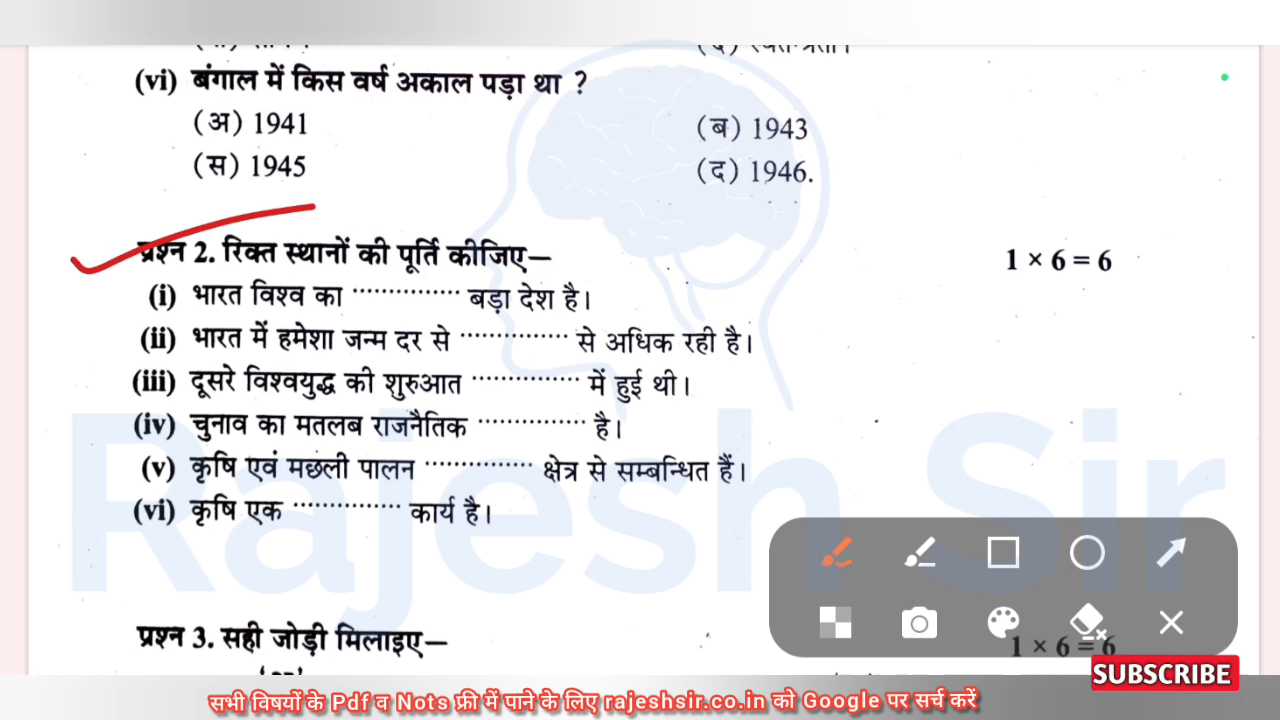 (vi) बंगाल में किस वर्ष अकाल पड़ा था ?
(अ) 1941
(ब) 1943
(स) 1945
(द) 1946.
प्रश्न 2. रिक्त स्थानों की पूर्ति कीजिए— 1 × 6 = 6
(i) भारत विश्व का ............... बड़ा देश है।
(ii) भारत में हमेशा जन्म दर से ............... से अधिक रही है।
(iii) दूसरे विश्वयुद्ध की शुरुआत ............... में हुई थी।
(iv) चुनाव का मतलब राजनैतिक ............... है।
(v) कृषि एवं मछली पालन ............... क्षेत्र से सम्बन्धित हैं।
(vi) कृषि एक ............... कार्य है।
Rajesh Sir
प्रश्न 3. सही जोड़ी मिलाइए— 1 × 6 = 6
SUBSCRIBE
सभी विषयों के Pdf व Nots फ्री में पाने के लिए rajeshsir.co.in को Google पर सर्च करें